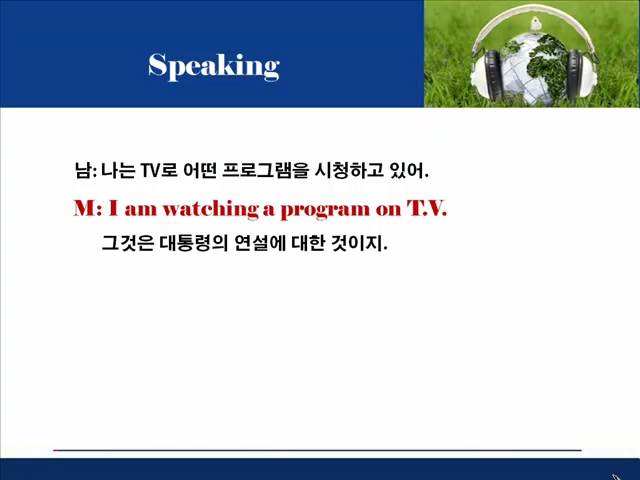 Speaking
남: 나는 TV로 어떤 프로그램을 시청하고 있어.
M: I am watching a program on T.V.
그것은 대통령의 연설에 대한 것이지.